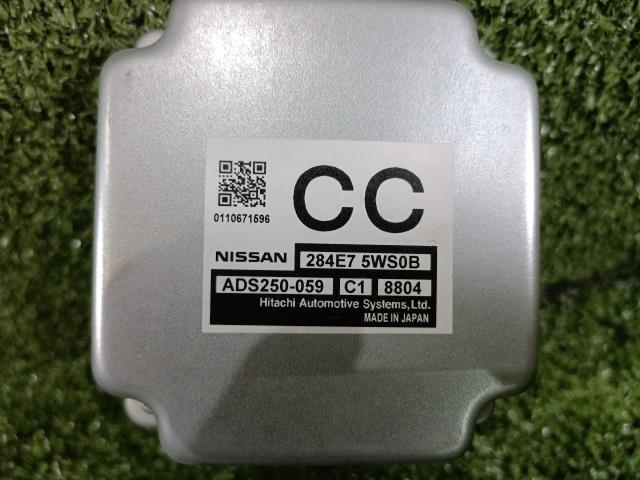 CC
0110671596
NISSAN 284E7 5WS0B
ADS250-059 C1 8804
Hitachi Automotive Systems, Ltd.
MADE IN JAPAN